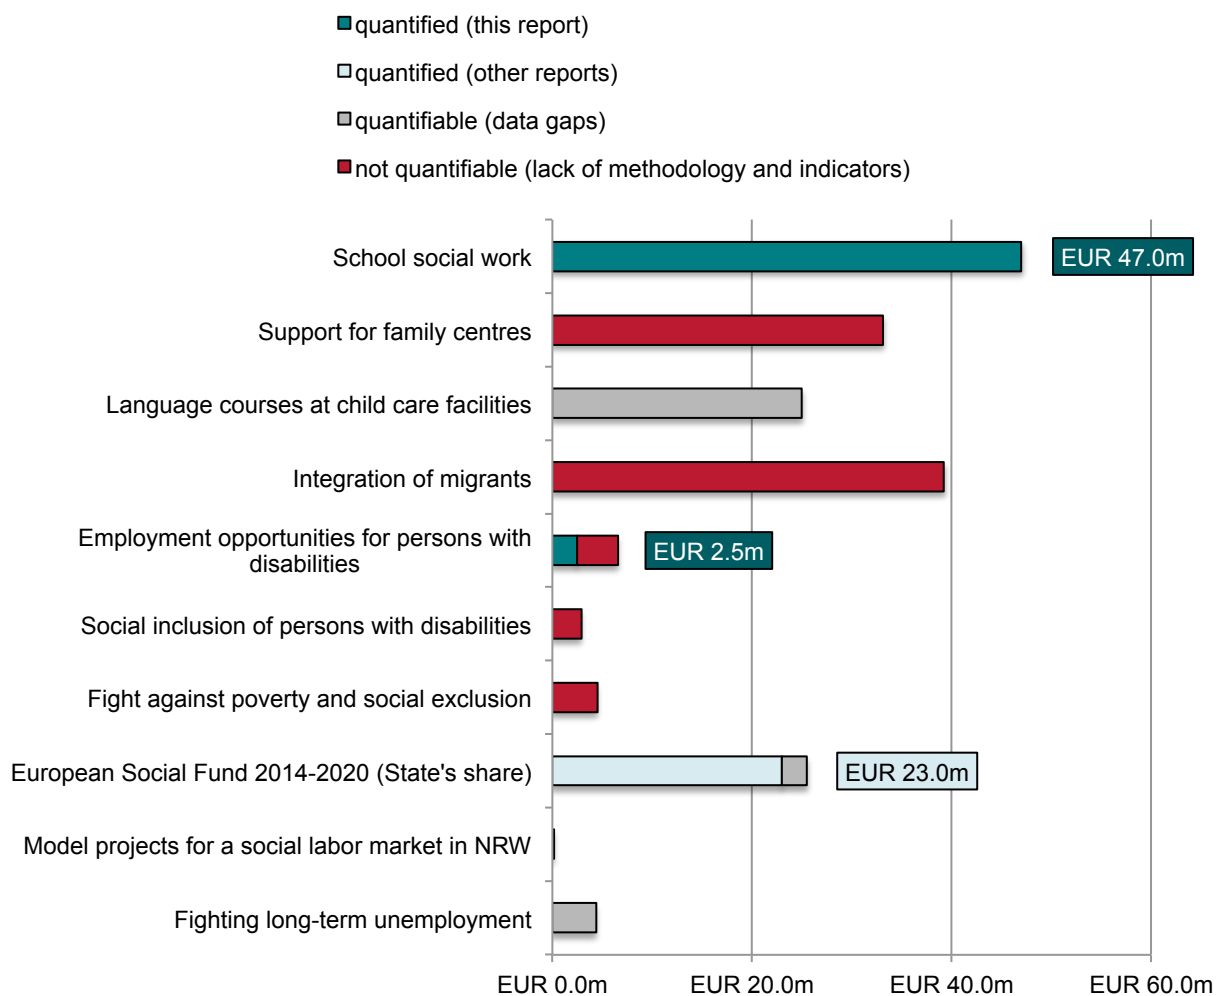 quantified (this report)
quantified (other reports)
quantifiable (data gaps)
not quantifiable (lack of methodology and indicators)
School social work
EUR 47.0m
Support for family centres
Language courses at child care facilities
Integration of migrants
Employment opportunities for persons with
disabilities
EUR 2.5m
Social inclusion of persons with disabilities
Fight against poverty and social exclusion
European Social Fund 2014-2020 (State's share)
EUR 23.0m
Model projects for a social labor market in NRW
Fighting long-term unemployment
EUR 0.0m
EUR 20.0m
EUR 40.0m
EUR 60.0m